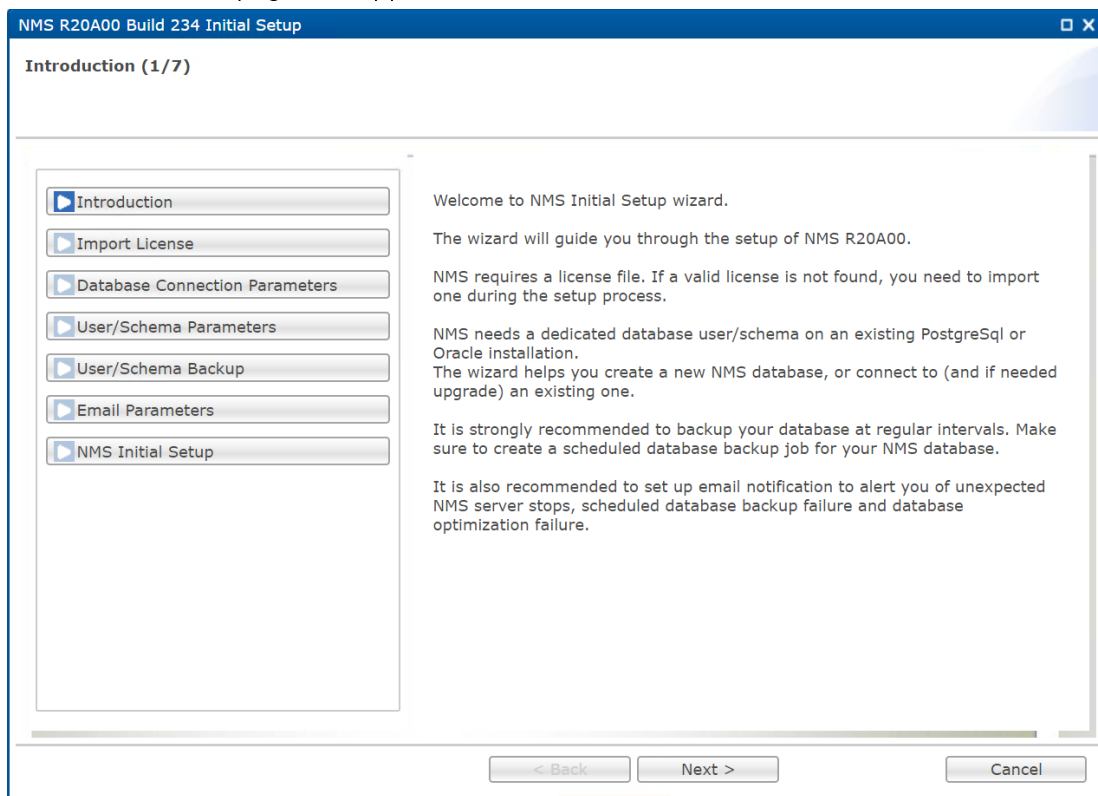 NMS R20A00 Build 234 Initial Setup
Introduction (1/7)
Introduction
Import License
Database Connection Parameters
User/Schema Parameters
User/Schema Backup
Email Parameters
NMS Initial Setup
Welcome to NMS Initial Setup wizard.
The wizard will guide you through the setup of NMS R20A00.
NMS requires a license file. If a valid license is not found, you need to import
one during the setup process.
NMS needs a dedicated database user/schema on an existing PostgreSql or
Oracle installation.
The wizard helps you create a new NMS database, or connect to (and if needed
upgrade) an existing one.
It is strongly recommended to backup your database at regular intervals. Make
sure to create a scheduled database backup job for your NMS database.
It is also recommended to set up email notification to alert you of unexpected
NMS server stops, scheduled database backup failure and database
optimization failure.
< Back
Next >
Cancel